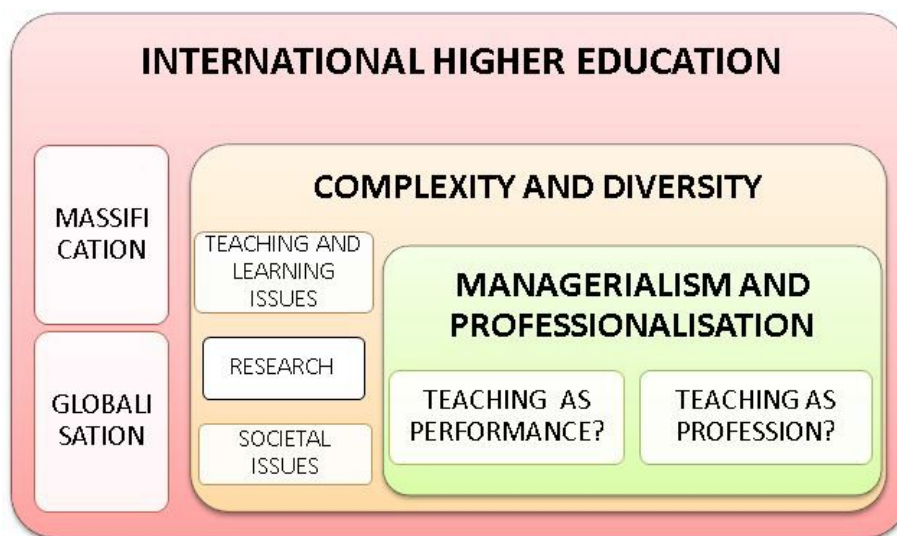 INTERNATIONAL HIGHER EDUCATION
MASSIFI
CATION
GLOBALI
SATION
COMPLEXITY AND DIVERSITY
TEACHING AND
LEARNING
ISSUES
RESEARCH
SOCIETAL
ISSUES
MANAGERIALISM AND
PROFESSIONALISATION
TEACHING AS
PERFORMANCE?
TEACHING AS
PROFESSION?